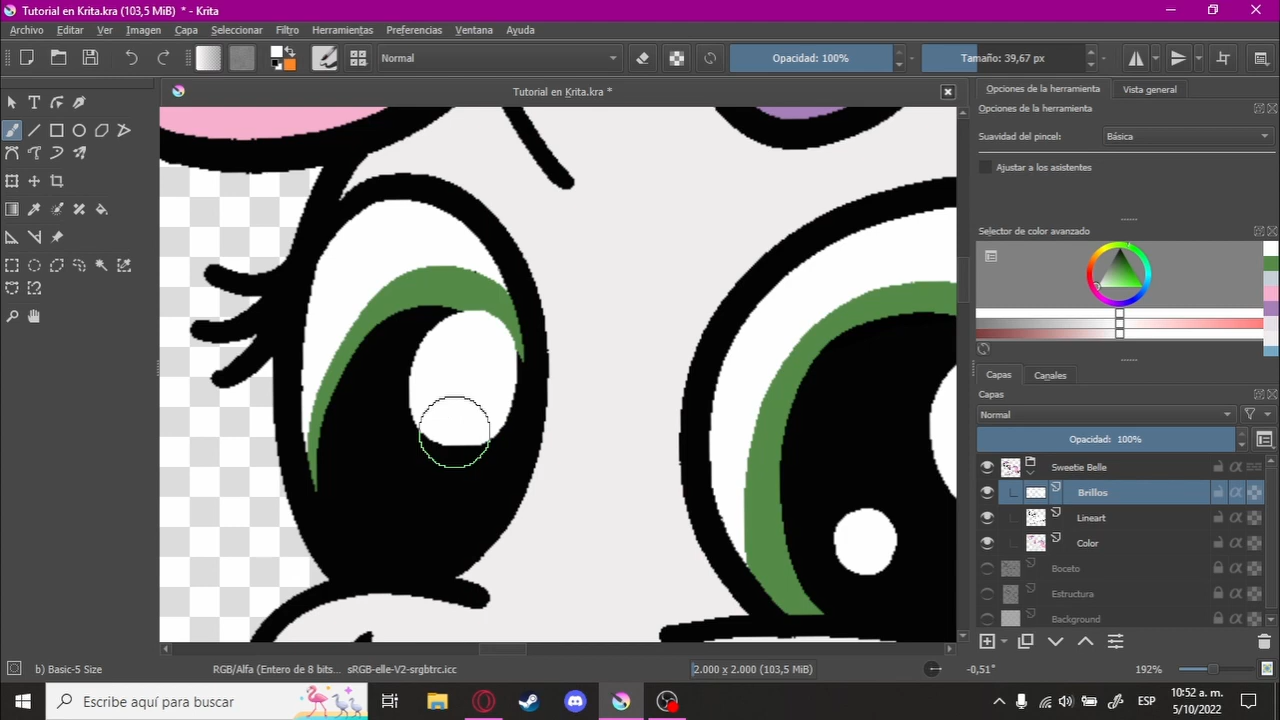 Tutorial en Krita.kra (103,5 MiB) * - Krita
Archivo Editar Ver Imagen Capa Seleccionar Filtro Herramientas Preferencias Ventana Ayuda
Normal Opacidad: 100% Tamaño: 39,67 px
Tutorial en Krita.kra *
Opciones de la herramienta Vista general
Opciones de la herramienta
Suavidad del pincel: Básica
Ajustar a los asistentes
Selector de color avanzado
Capas Canales
Capas
Normal
Opacidad: 100%
Sweetie Belle
Brillos
Lineart
Color
Boceto
Estructura
Background
b) Basic-5 Size RGB/Alfa (Entero de 8 bits... sRGB-elle-V2-srgbtrc.icc 2.000 x 2.000 (103,5 MiB) -0,51° 192%
Escribe aquí para buscar ESP 10:52 a. m.
5/10/2022